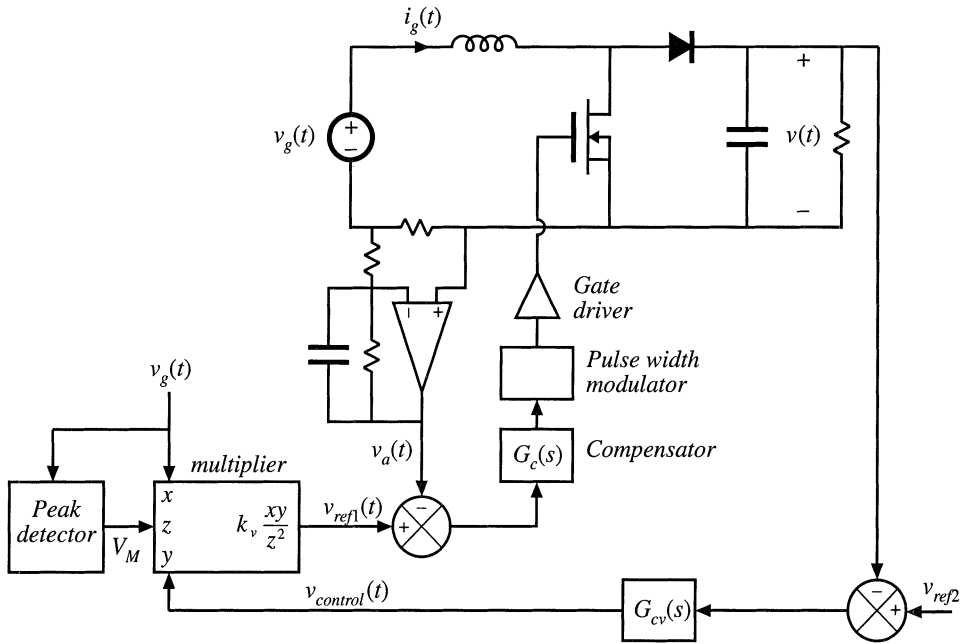 i_g(t)
v_g(t)
+
−
+
v(t)
−
− +
Gate
driver
Pulse width
modulator
v_g(t)
v_a(t)
G_c(s)
Compensator
multiplier
Peak
detector
V_M
x
z
y
k_v xy/z^2
v_ref1(t)
+
−
v_control(t)
G_cv(s)
−
+
v_ref2